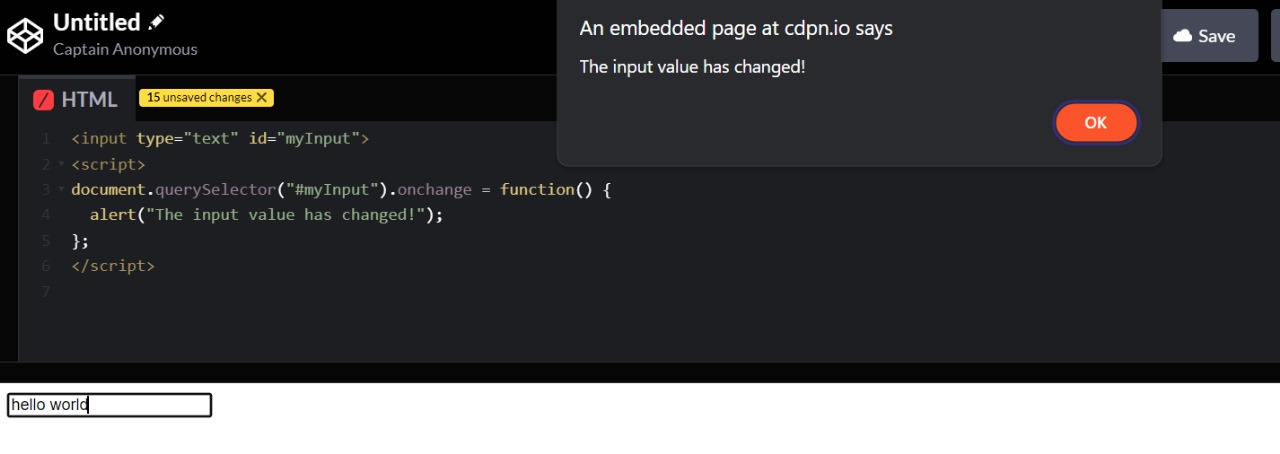 Untitled
Captain Anonymous
An embedded page at cdpn.io says
The input value has changed!
OK
Save
/ HTML
15 unsaved changes X
1 <input type="text" id="myInput">
2 <script>
3 document.querySelector("#myInput").onchange = function() {
4 alert("The input value has changed!");
5 };
6 </script>
7
hello world